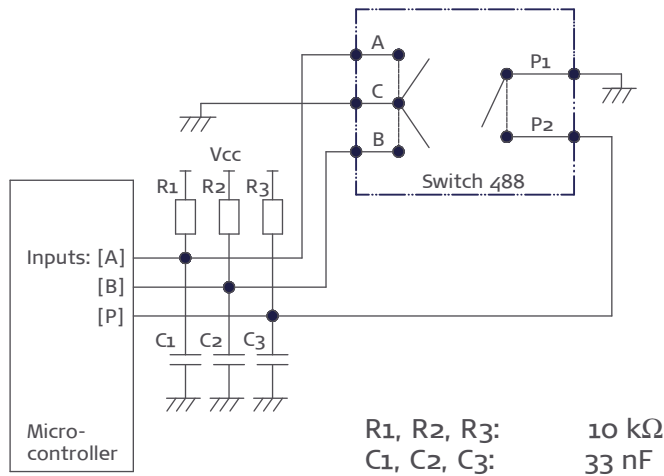 A
P1
C
P2
B
Switch 488
Vcc
R1 R2 R3
Inputs: [A]
[B]
[P]
C1 C2 C3
Micro-
controller
R1, R2, R3: 10 kΩ
C1, C2, C3: 33 nF